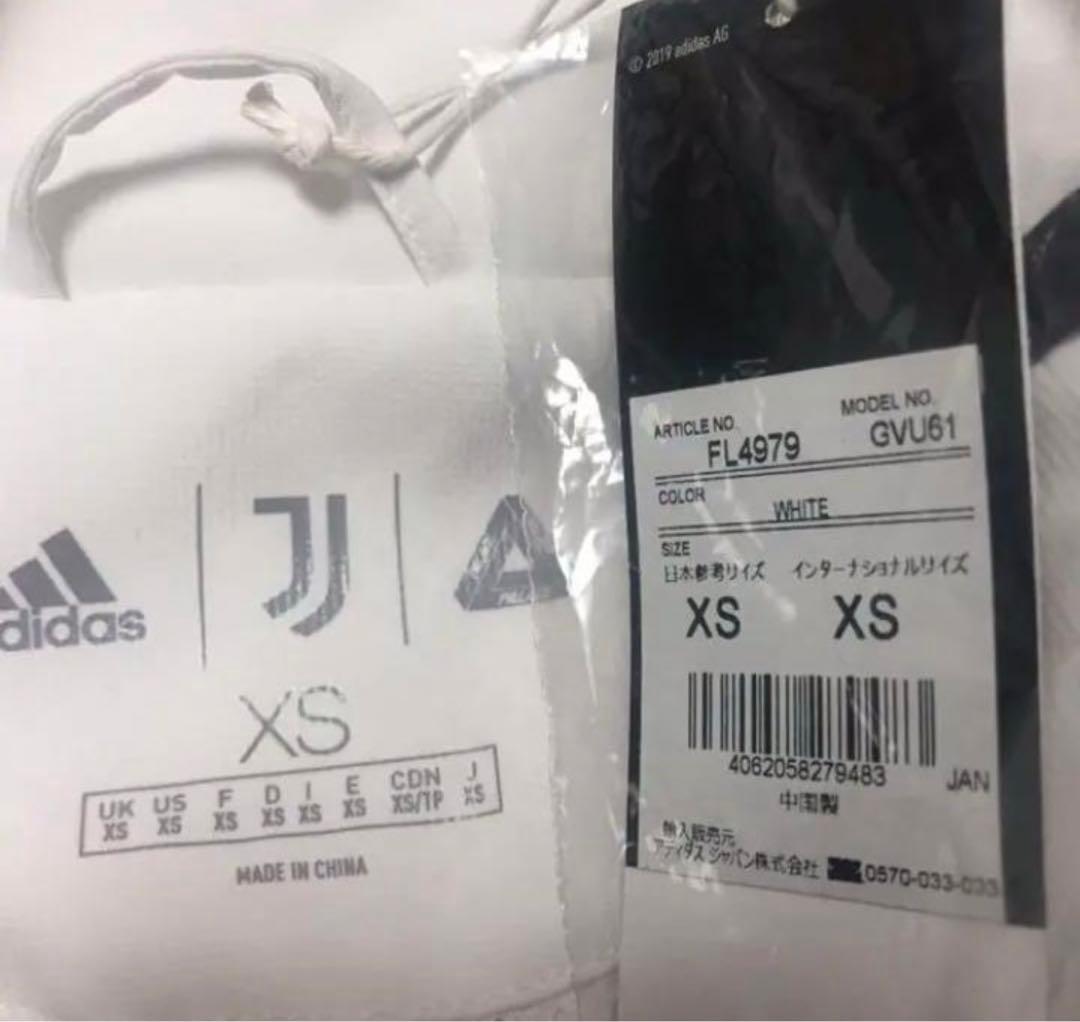 © 2019 adidas AG
ARTICLE NO.
MODEL NO.
FL4979
GVU61
COLOR
WHITE
SIZE
日本参考サイズ インターナショナルサイズ
XS XS
4062058279483 JAN
中国製
輸入販売元
アディダス ジャパン株式会社 0570-033-033
adidas
PALACE
XS
UK US F D I E CDN J
XS XS XS XS XS XS XS/TP XS
MADE IN CHINA